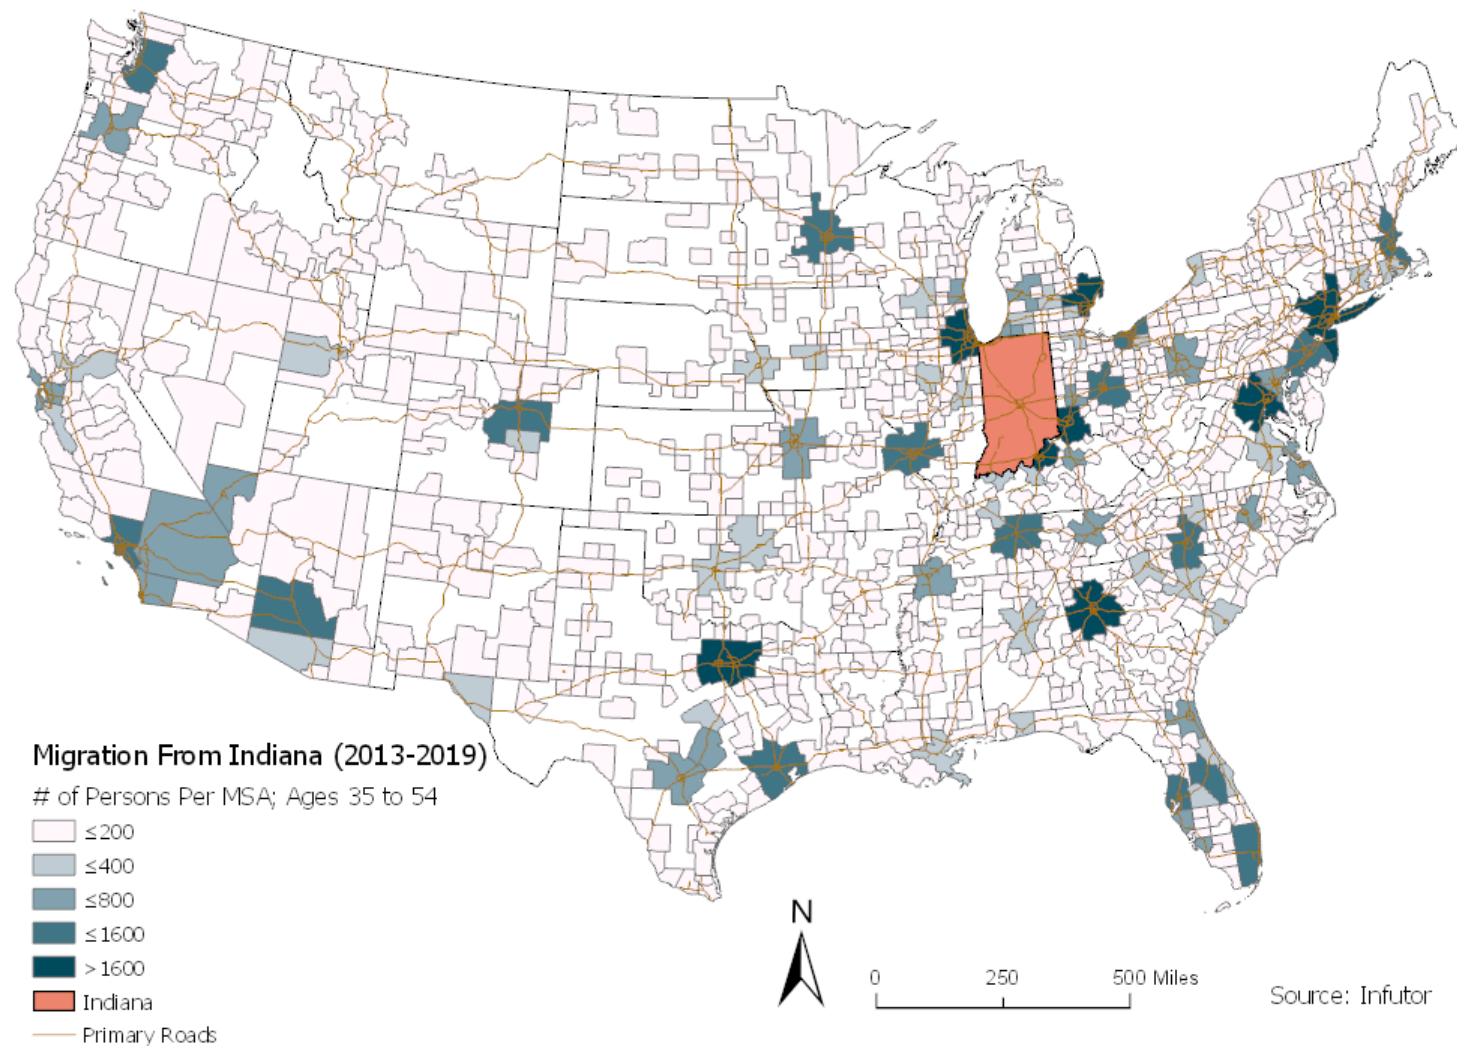 Migration From Indiana (2013-2019)
# of Persons Per MSA; Ages 35 to 54
≤200
≤400
≤800
≤1600
>1600
Indiana
Primary Roads
N
0 250 500 Miles
Source: Infutor